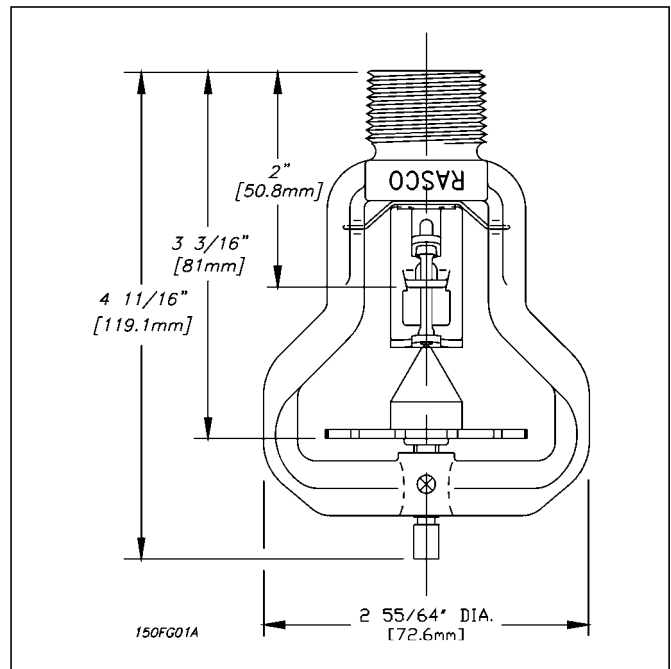 RASCO
2”
[50.8mm]
3 3/16”
[81mm]
4 11/16”
[119.1mm]
2 55/64" DIA.
[72.6mm]
150FG01A